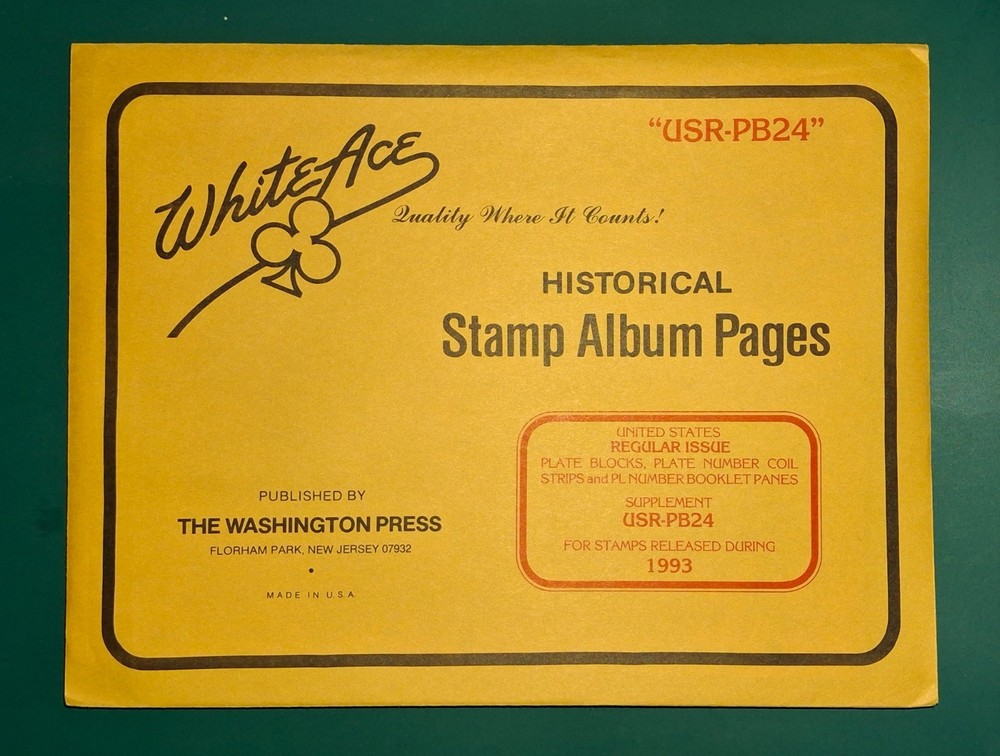 "USR-PB24"
White Ace
Quality Where It Counts!
HISTORICAL
Stamp Album Pages
UNITED STATES
REGULAR ISSUE
PLATE BLOCKS, PLATE NUMBER COIL
STRIPS and PL NUMBER BOOKLET PANES
SUPPLEMENT
USR-PB24
FOR STAMPS RELEASED DURING
1993
PUBLISHED BY
THE WASHINGTON PRESS
FLORHAM PARK, NEW JERSEY 07932
•
MADE IN U.S.A.